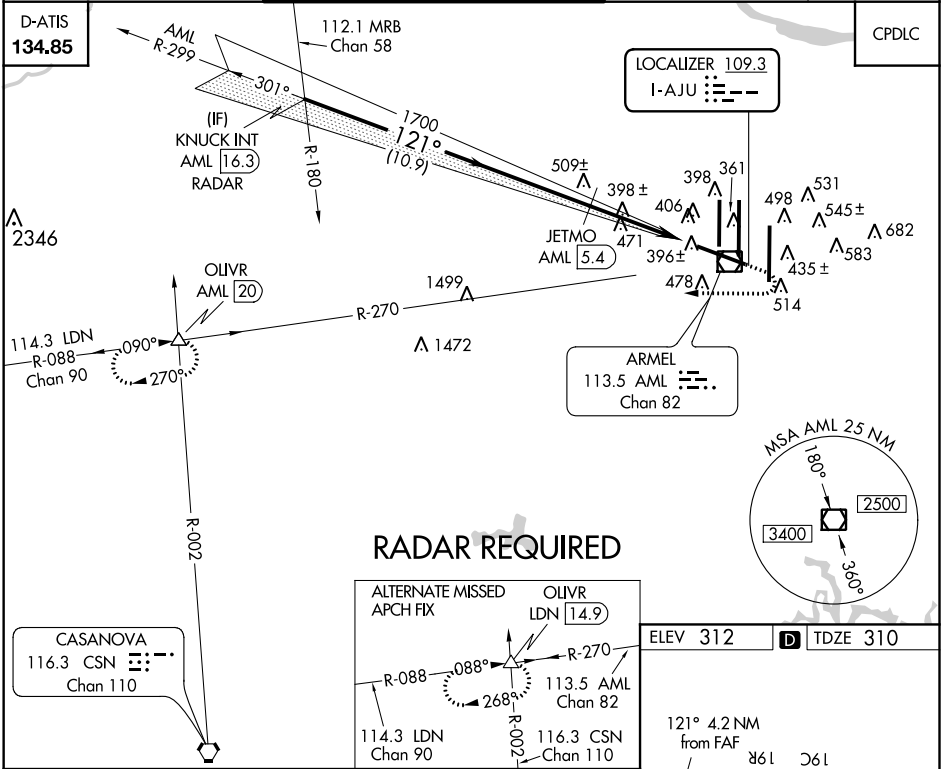 D-ATIS
134.85
AML
R-299
112.1 MRB
Chan 58
CPDLC
LOCALIZER 109.3
I-AJU
301°
(IF)
KNUCK INT
AML 16.3
RADAR
R-180
1700
121°
(10.9)
509±
398±
471
JETMO
AML 5.4
406
398
361
396±
498
531
545±
682
583
435±
478
514
2346
OLIVR
AML 20
1499
R-270
1472
114.3 LDN
R-088
Chan 90
090°
270°
ARMEL
113.5 AML
Chan 82
MSA AML 25 NM
180°
2500
3400
360°
R-002
RADAR REQUIRED
CASANOVA
116.3 CSN
Chan 110
ALTERNATE MISSED
APCH FIX
OLIVR
LDN 14.9
R-088
088°
R-270
268°
113.5 AML
Chan 82
R-002
114.3 LDN
Chan 90
116.3 CSN
Chan 110
ELEV 312
D
TDZE 310
121° 4.2 NM
from FAF
19R
19C